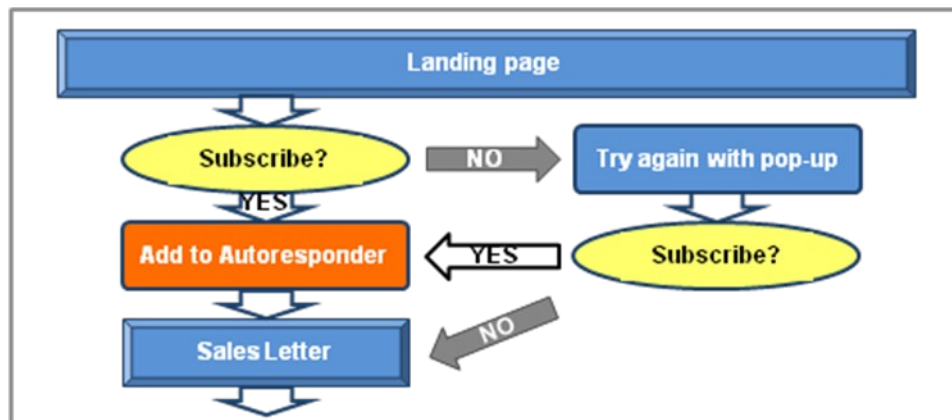 Landing page
Subscribe?
NO
Try again with pop-up
YES
Add to Autoresponder
YES
Subscribe?
NO
Sales Letter